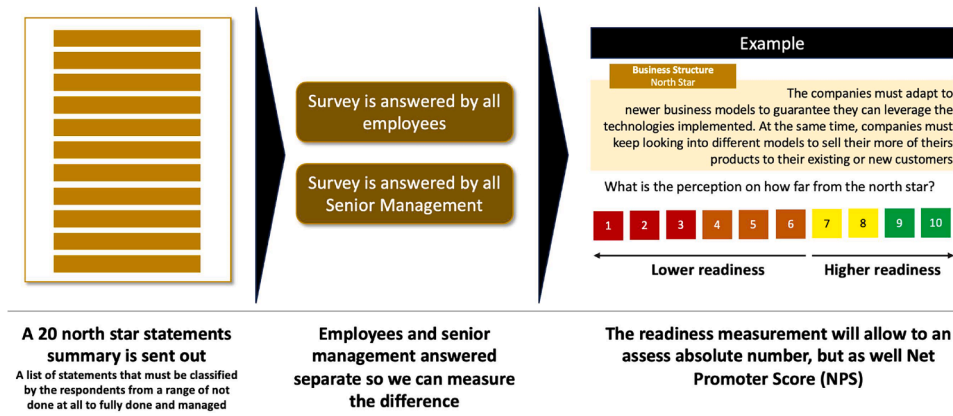 Survey is answered by all
employees
Survey is answered by all
Senior Management
Example
Business Structure
North Star
The companies must adapt to
newer business models to guarantee they can leverage the
technologies implemented. At the same time, companies must
keep looking into different models to sell their more of theirs
products to their existing or new customers
What is the perception on how far from the north star?
1 2 3 4 5 6 7 8 9 10
Lower readiness Higher readiness
A 20 north star statements
summary is sent out
A list of statements that must be classified
by the respondents from a range of not
done at all to fully done and managed
Employees and senior
management answered
separate so we can measure
the difference
The readiness measurement will allow to an
assess absolute number, but as well Net
Promoter Score (NPS)